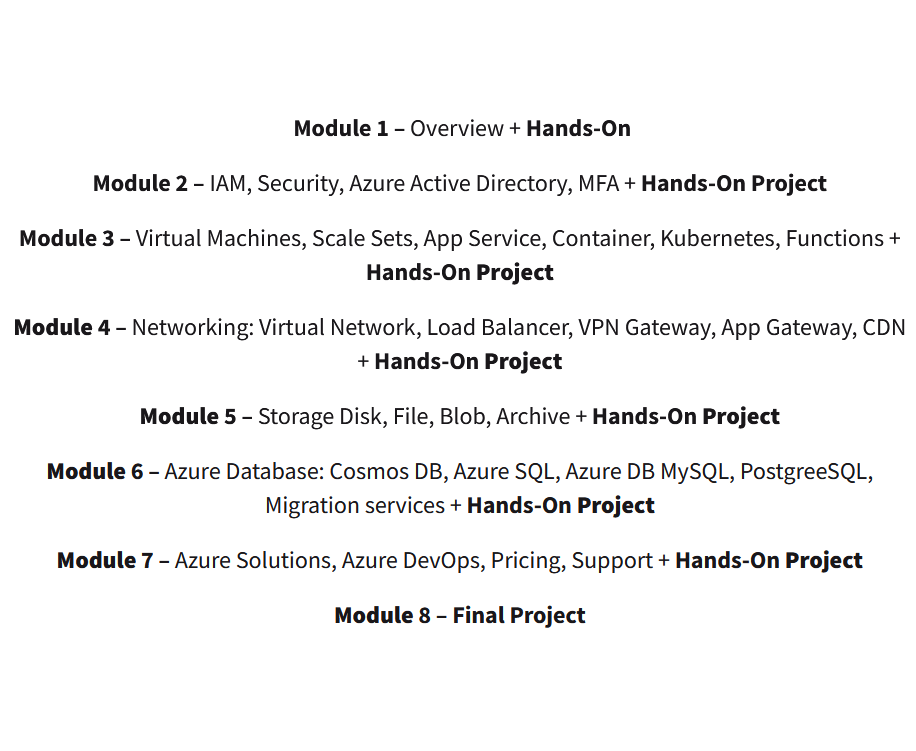 Module 1 – Overview + Hands-On
Module 2 – IAM, Security, Azure Active Directory, MFA + Hands-On Project
Module 3 – Virtual Machines, Scale Sets, App Service, Container, Kubernetes, Functions +
Hands-On Project
Module 4 – Networking: Virtual Network, Load Balancer, VPN Gateway, App Gateway, CDN
+ Hands-On Project
Module 5 – Storage Disk, File, Blob, Archive + Hands-On Project
Module 6 – Azure Database: Cosmos DB, Azure SQL, Azure DB MySQL, PostgreeSQL,
Migration services + Hands-On Project
Module 7 – Azure Solutions, Azure DevOps, Pricing, Support + Hands-On Project
Module 8 – Final Project